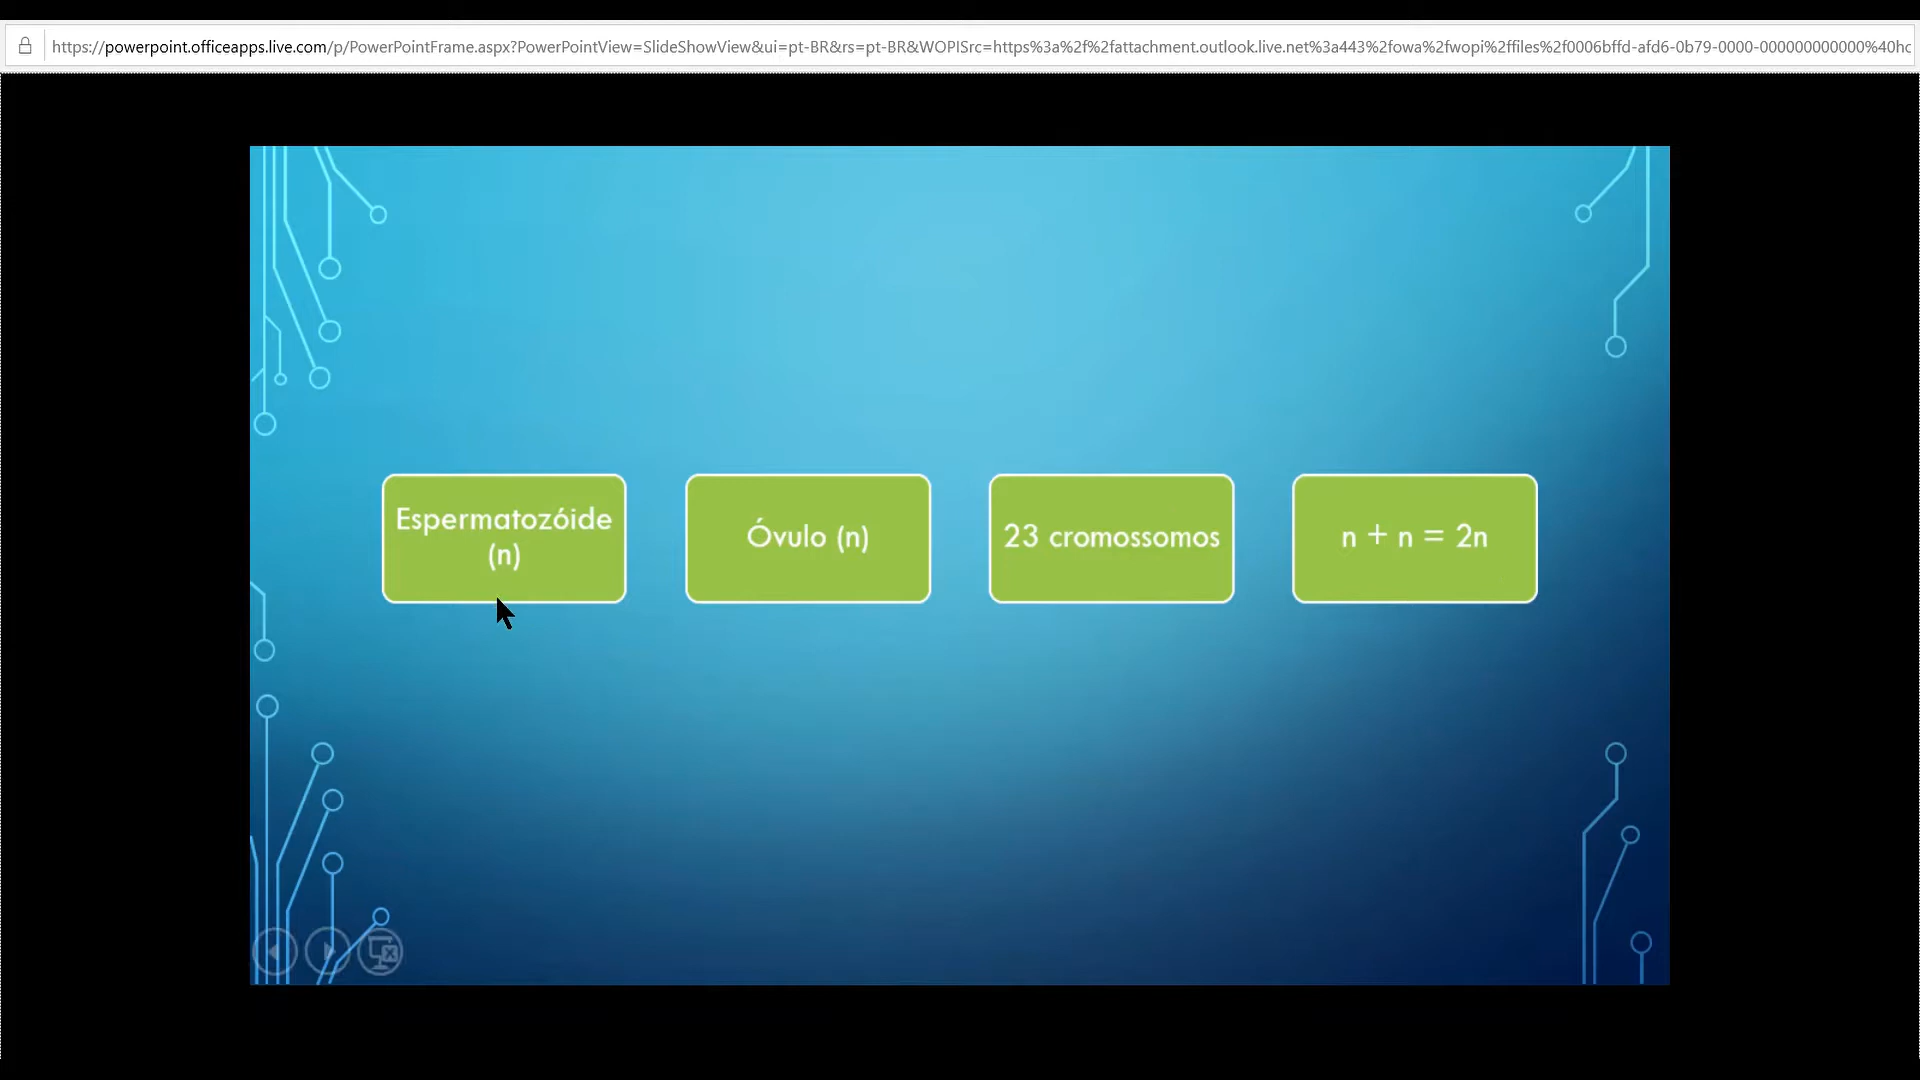 https://powerpoint.officeapps.live.com/p/PowerPointFrame.aspx?PowerPointView=SlideShowView&ui=pt-BR&rs=pt-BR&WOPISrc=https%3a%2f%2fattachment.outlook.live.net%3a443%2fowa%2fwopi%2ffiles%2f0006bffd-afd6-0b79-0000-000000000000%40hc
Espermatozóide
(n)
Óvulo (n)
23 cromossomos
n + n = 2n